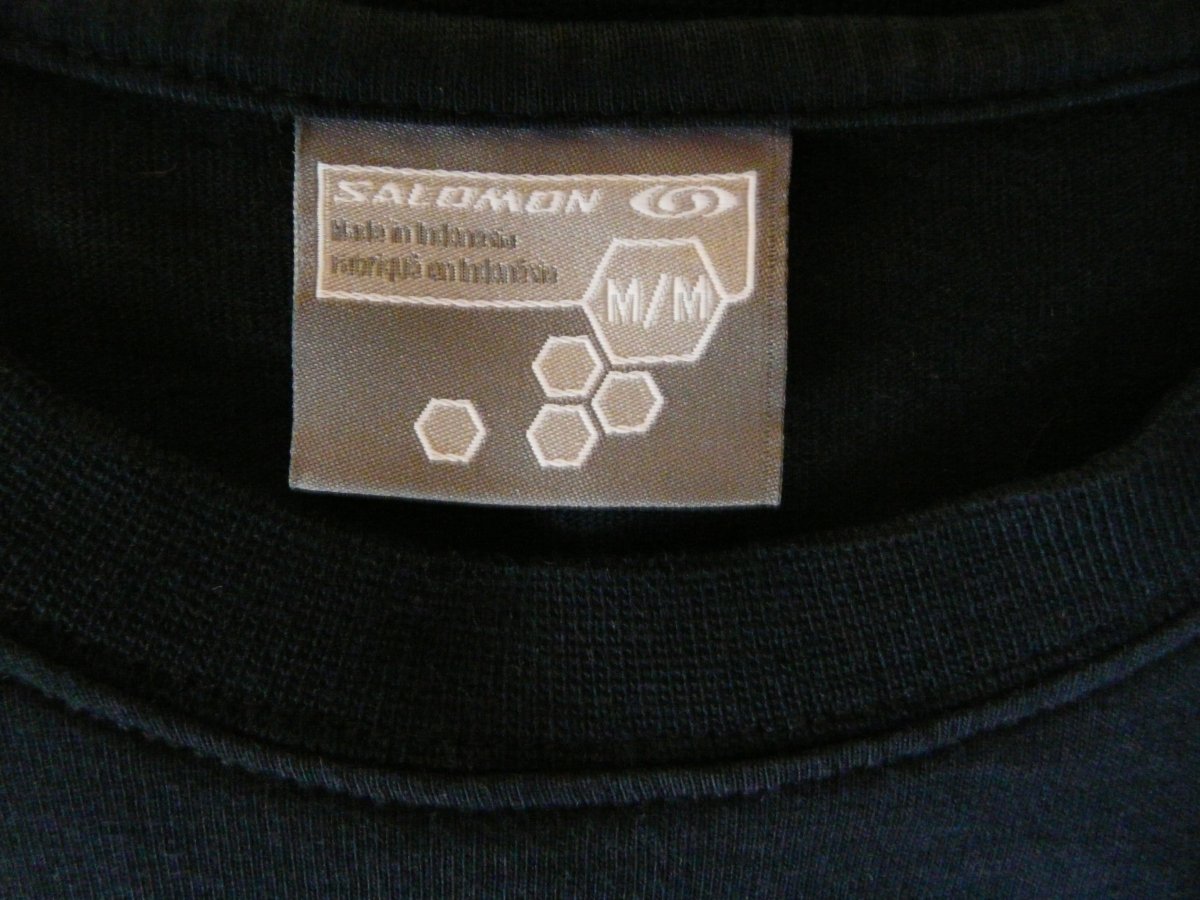 SALOMON
Made in Indonesia
Fabriqué en Indonésie
M/M